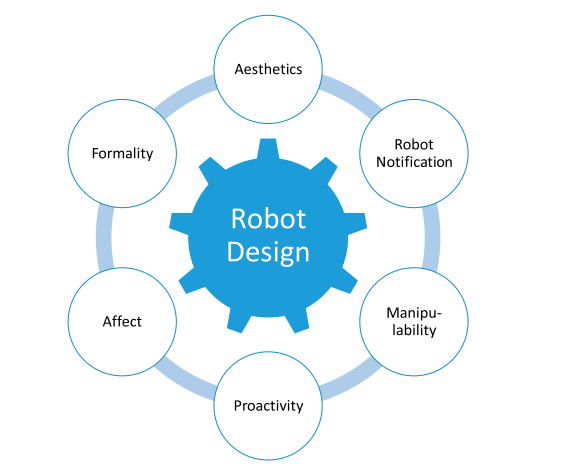 Aesthetics
Robot
Notification
Manipu-
lability
Proactivity
Affect
Formality
Robot
Design